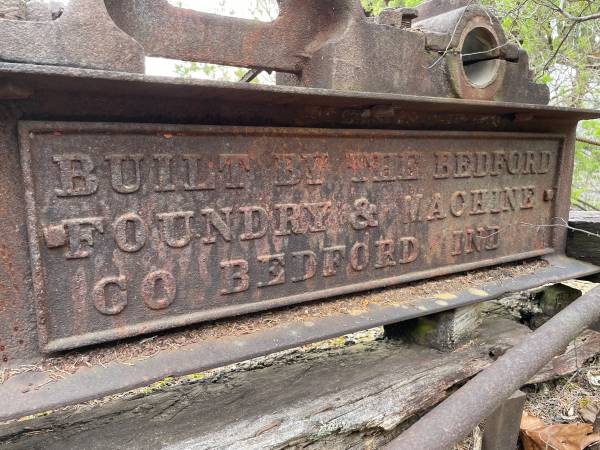 BUILT BY THE BEDFORD
FOUNDRY & MACHINE
CO BEDFORD IND